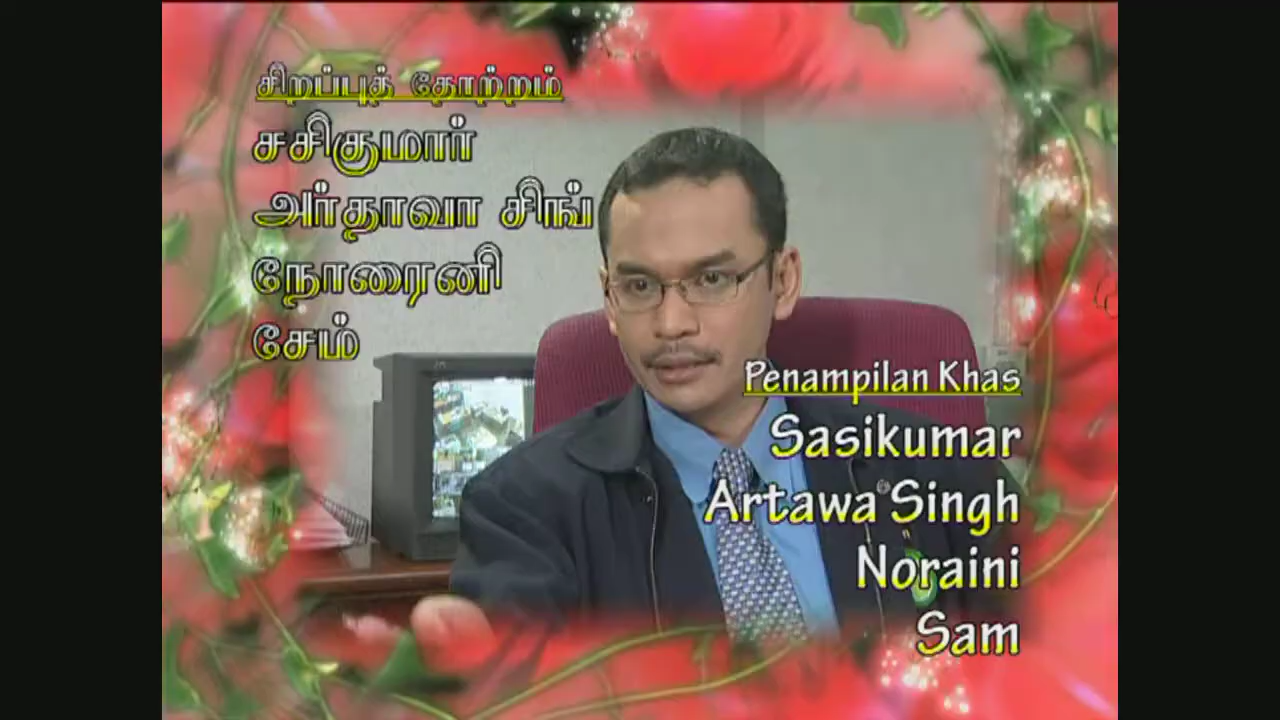 சிறப்புத் தோற்றம்
சசிகுமார்
அர்தாவா சிங்
நோரைனி
சேம்
Penampilan Khas
Sasikumar
Artawa Singh
Noraini
Sam